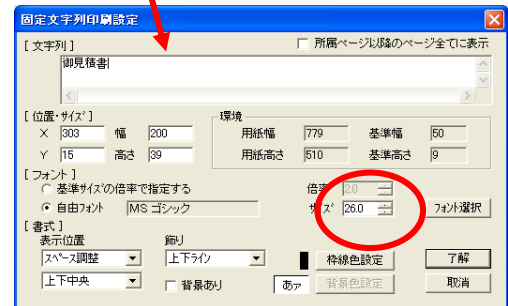 固定文字列印刷設定
[ 文字列 ] 所属ページ以降のページ全てに表示
御見積書
[ 位置・サイズ ] 環境
X 303 幅 200 用紙幅 779 基準幅 50
Y 15 高さ 39 用紙高さ 510 基準高さ 9
[ フォント ]
基準サイズの倍率で指定する 倍率 2.0
自由フォント MS ゴシック サイズ 26.0 フォント選択
[ 書式 ]
表示位置 飾り
スペース調整 上下ライン 枠線色設定 了解
上下中央 背景あり あァ 背景色設定 取消